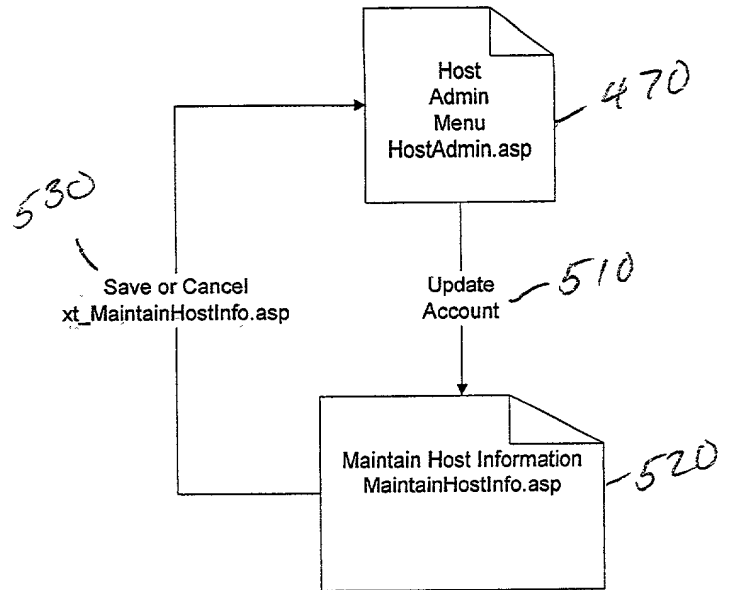 Host
Admin
Menu
HostAdmin.asp
470
530
Save or Cancel
xt_MaintainHostInfo.asp
Update
Account
510
Maintain Host Information
MaintainHostInfo.asp
520